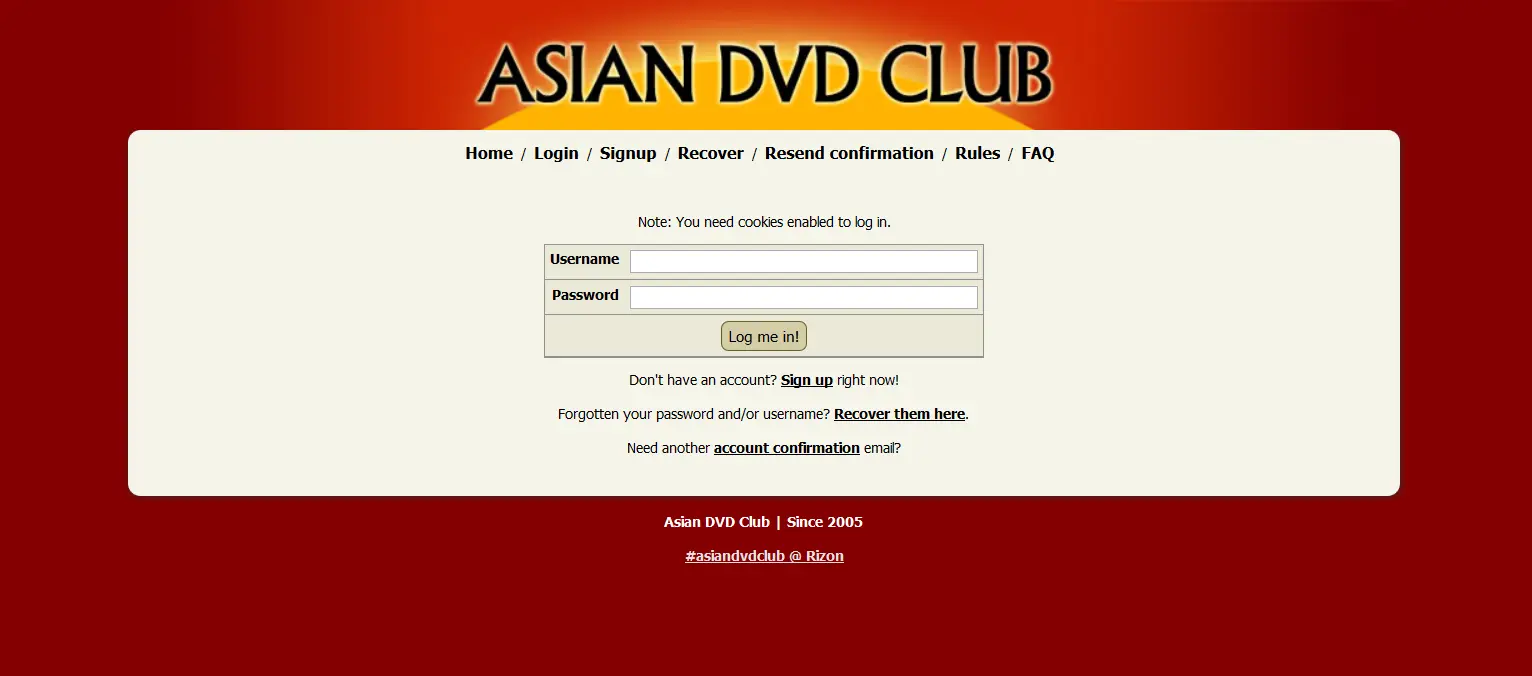 ASIAN DVD CLUB
Home / Login / Signup / Recover / Resend confirmation / Rules / FAQ
Note: You need cookies enabled to log in.
Username
Password
Log me in!
Don't have an account? Sign up right now!
Forgotten your password and/or username? Recover them here.
Need another account confirmation email?
Asian DVD Club | Since 2005
#asiandvdclub @ Rizon